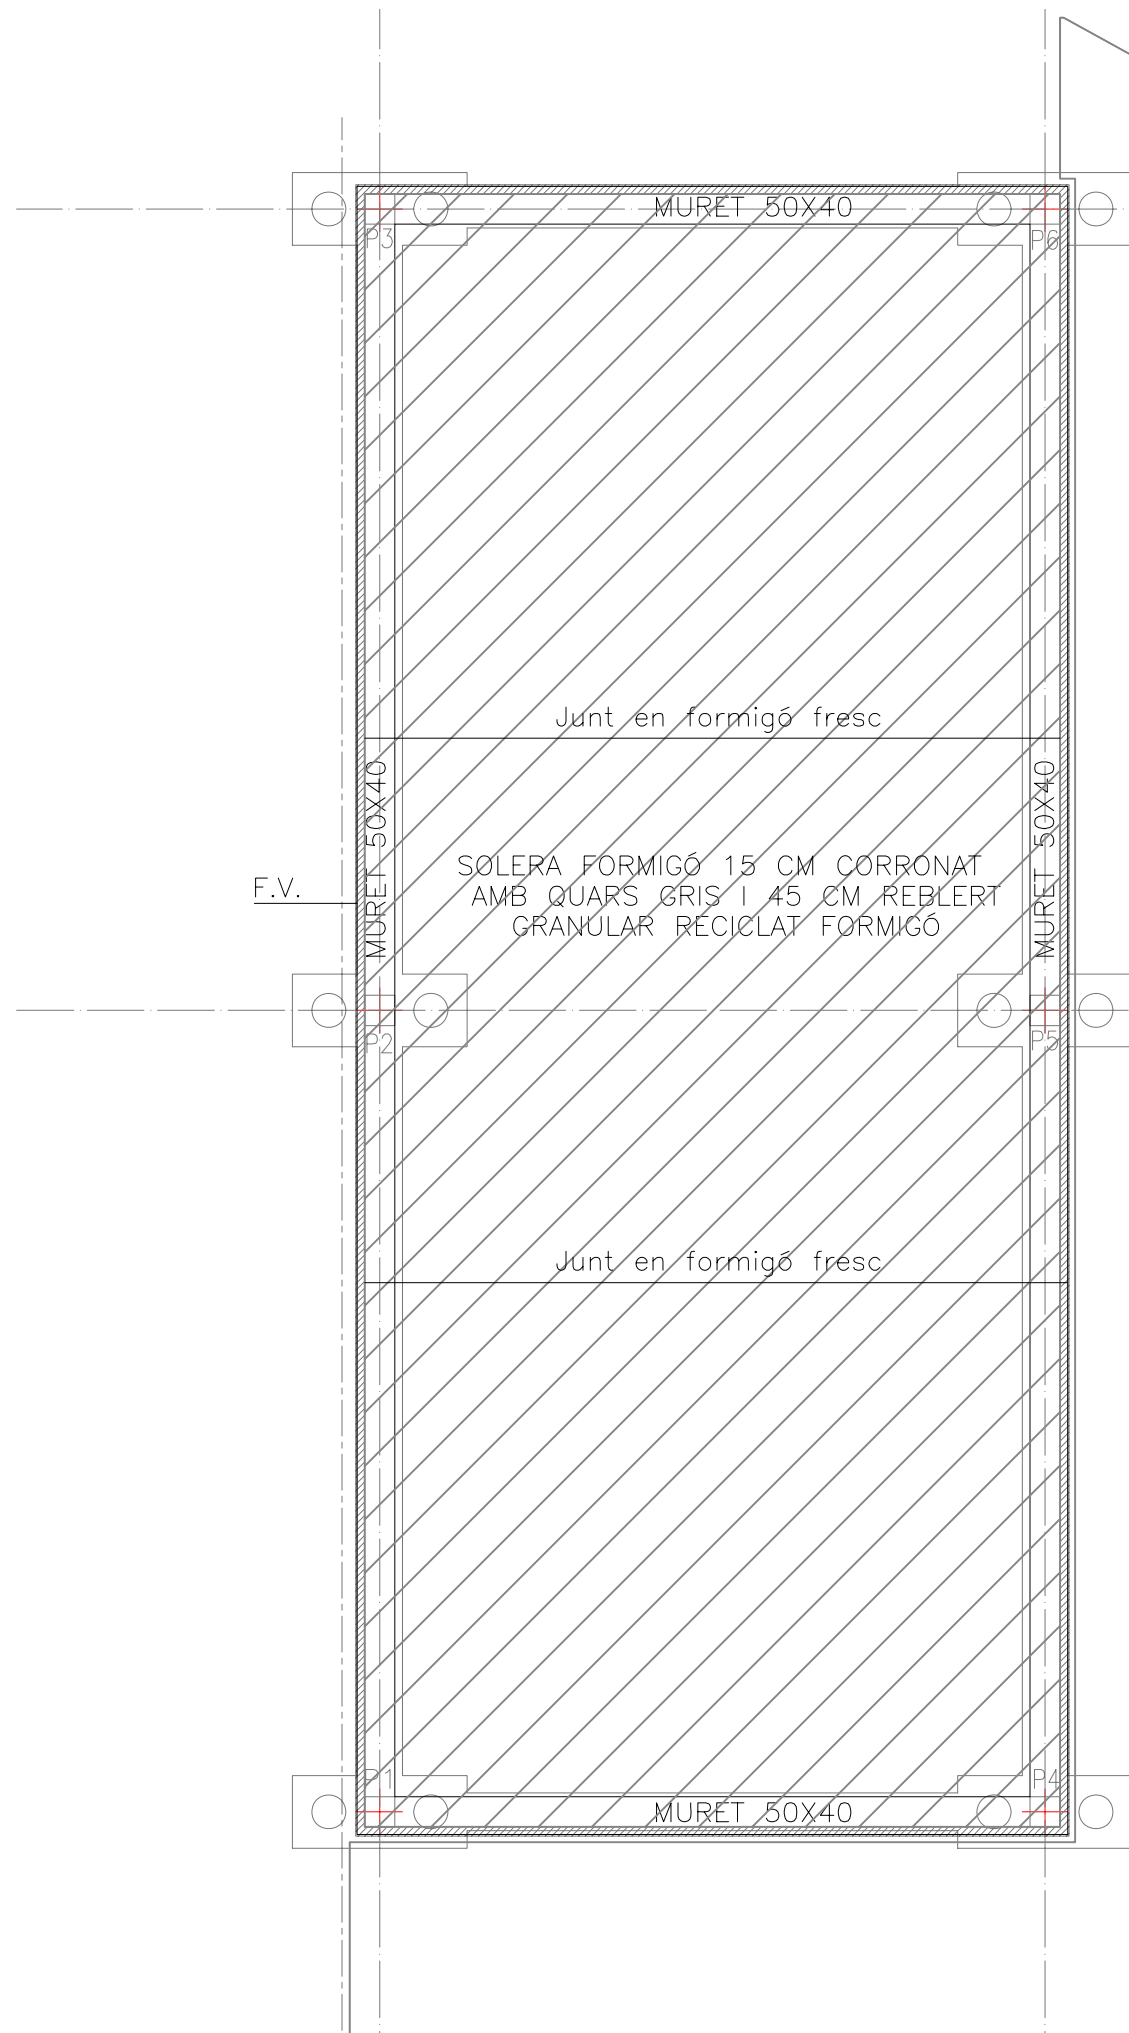 MURET 50X40
P3
P6
Junt en formigó fresc
MURET 50X40
MURET 50X40
SOLERA FORMIGÓ 15 CM CORRONAT
AMB QUARS GRIS I 45 CM REBLERT
GRANULAR RECICLAT FORMIGÓ
F.V.
P2
P5
Junt en formigó fresc
P1
P4
MURET 50X40